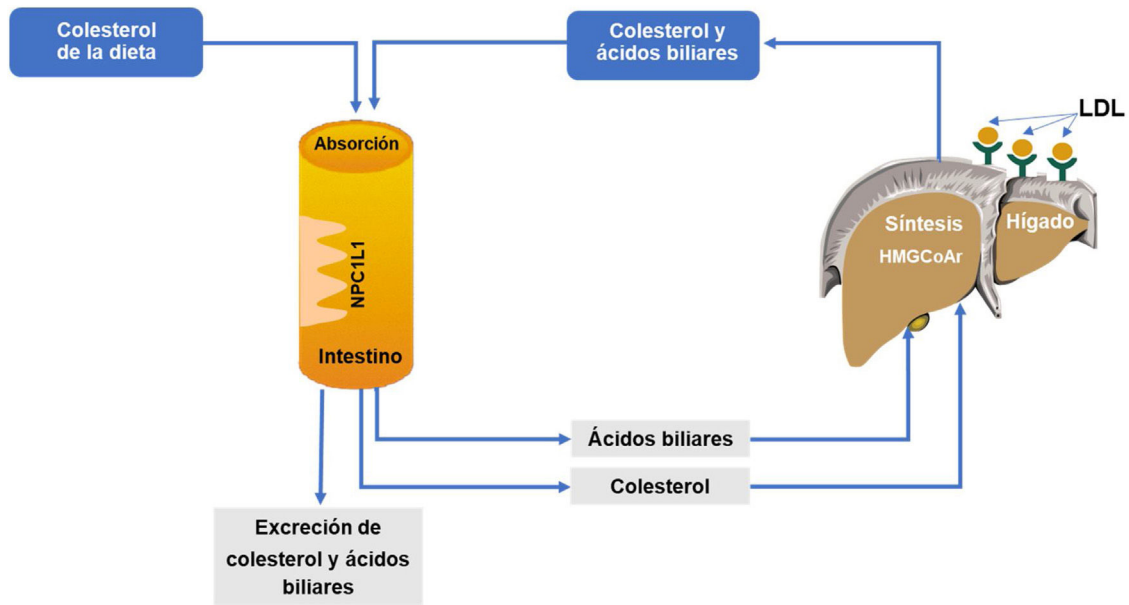 Colesterol
de la dieta
Colesterol y
ácidos biliares
LDL
Absorción
NPC1L1
Intestino
Síntesis
HMGCoAr
Hígado
Ácidos biliares
Colesterol
Excreción de
colesterol y ácidos
biliares